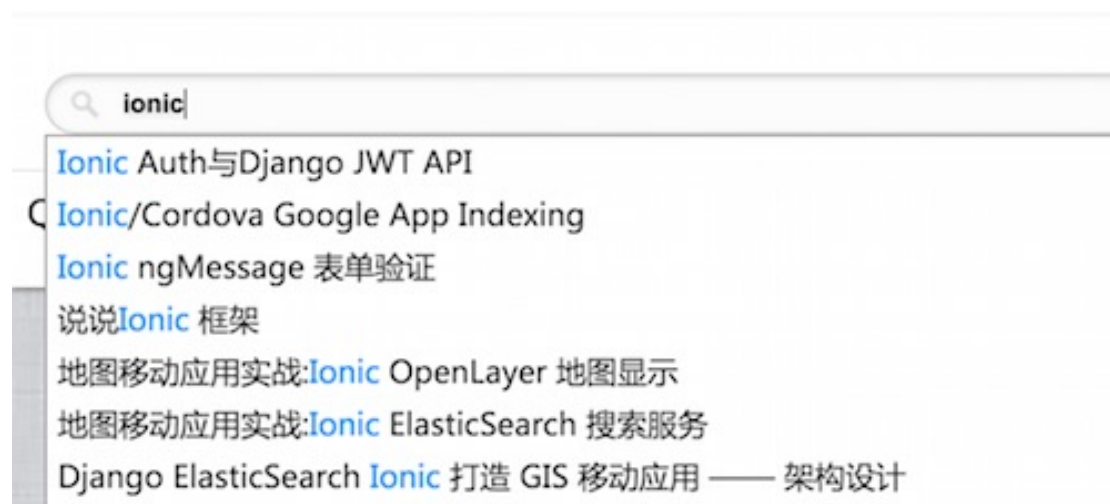 ionic
Ionic Auth与Django JWT API
Ionic/Cordova Google App Indexing
Ionic ngMessage 表单验证
说说Ionic 框架
地图移动应用实战:Ionic OpenLayer 地图显示
地图移动应用实战:Ionic ElasticSearch 搜索服务
Django ElasticSearch Ionic 打造 GIS 移动应用 —— 架构设计